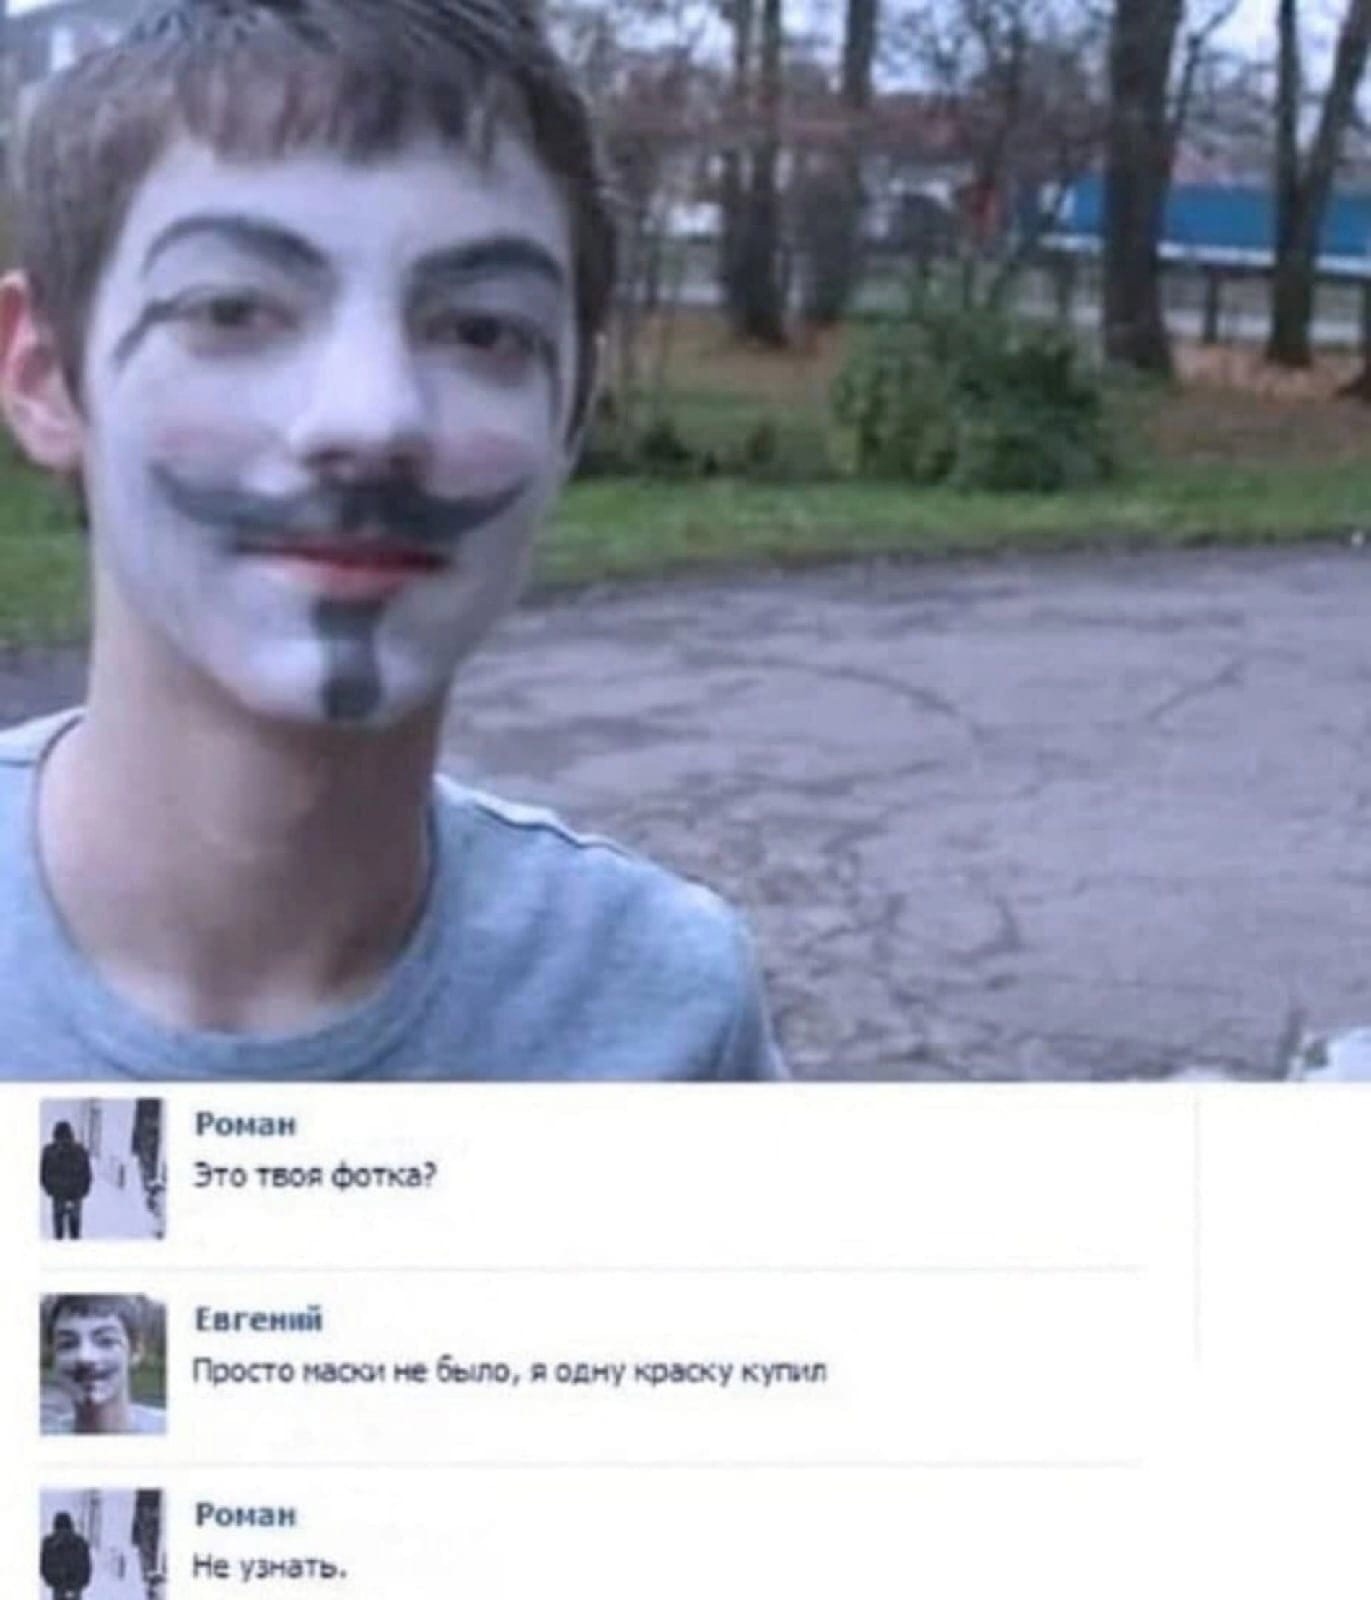 Роман
Это твоя фотка?
Евгений
Просто маски не было, я одну краску купил
Роман
Не узнать.